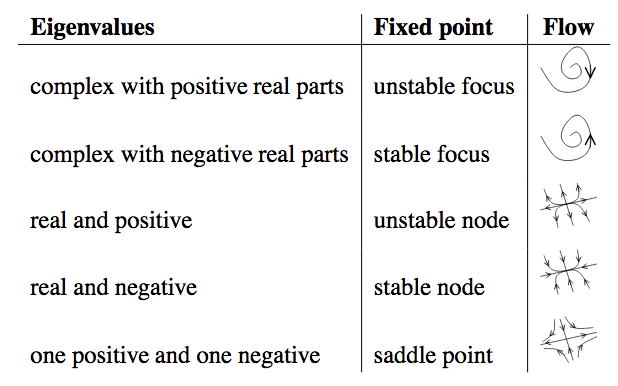 Eigenvalues Fixed point Flow
complex with positive real parts unstable focus
complex with negative real parts stable focus
real and positive unstable node
real and negative stable node
one positive and one negative saddle point